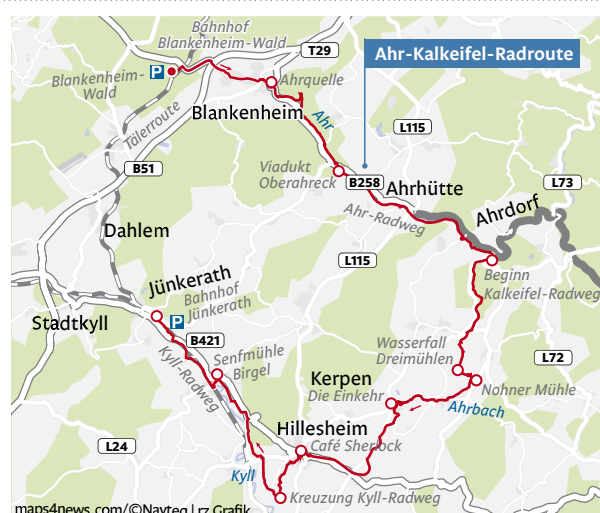 Bahnhof
Blankenheim-Wald
T29
Ahr-Kalkeifel-Radroute
P
Blankenheim-
Wald
Ahrquelle
Tälerroute
Blankenheim
Ahr
L115
B51
Viadukt
Oberahreck
B258
Ahrhütte
L73
Ahr-Radweg
Ahrdorf
Dahlem
L115
Beginn
Kalkeifel-Radweg
Jünkerath
Bahnhof
Jünkerath
P
Stadtkyll
B421
Wasserfall
Dreimühlen
L72
Senfmühle
Birgel
Kyll-Radweg
Kerpen
Die Einkehr
Nohner Mühle
Ahrbach
Hillesheim
Café Sherlock
L24
Kyll
Kreuzung Kyll-Radweg
maps4news.com/©Navteq | rz Grafik